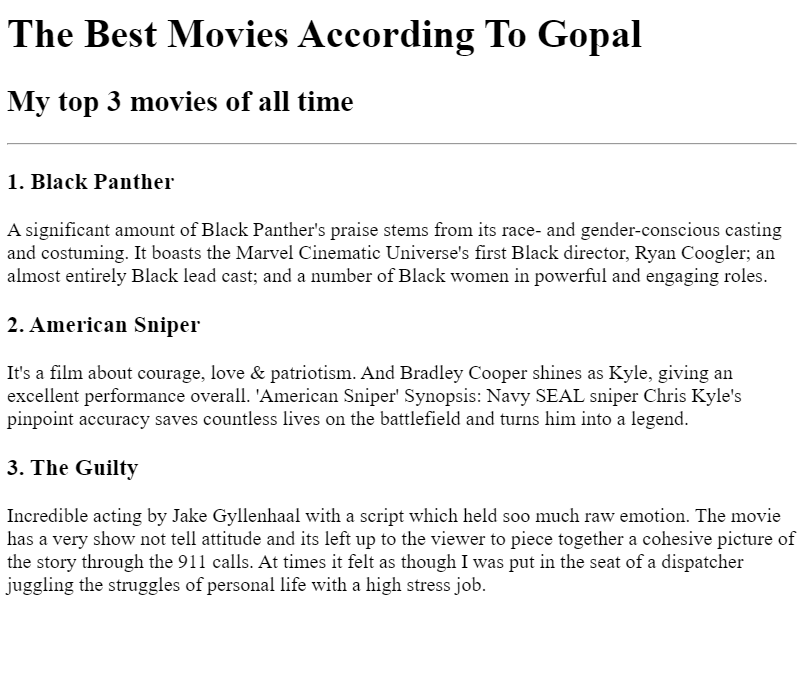 The Best Movies According To Gopal
My top 3 movies of all time
1. Black Panther
A significant amount of Black Panther's praise stems from its race- and gender-conscious casting
and costuming. It boasts the Marvel Cinematic Universe's first Black director, Ryan Coogler; an
almost entirely Black lead cast; and a number of Black women in powerful and engaging roles.
2. American Sniper
It's a film about courage, love & patriotism. And Bradley Cooper shines as Kyle, giving an
excellent performance overall. 'American Sniper' Synopsis: Navy SEAL sniper Chris Kyle's
pinpoint accuracy saves countless lives on the battlefield and turns him into a legend.
3. The Guilty
Incredible acting by Jake Gyllenhaal with a script which held soo much raw emotion. The movie
has a very show not tell attitude and its left up to the viewer to piece together a cohesive picture of
the story through the 911 calls. At times it felt as though I was put in the seat of a dispatcher
juggling the struggles of personal life with a high stress job.